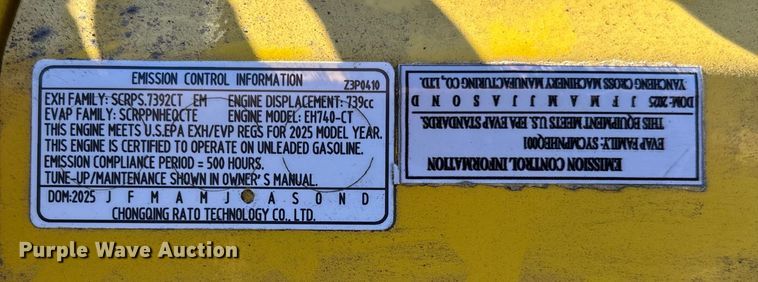 EMISSION CONTROL INFORMATION
Z3P0410
EXH FAMILY: SCRPS.7392CT EM ENGINE DISPLACEMENT: 739cc
EVAP FAMILY: SCRPPNHEQCTE ENGINE MODEL: EH740-CT
THIS ENGINE MEETS U.S.EPA EXH/EVP REGS FOR 2025 MODEL YEAR.
THIS ENGINE IS CERTIFIED TO OPERATE ON UNLEADED GASOLINE.
EMISSION COMPLIANCE PERIOD = 500 HOURS.
TUNE-UP/MAINTENANCE SHOWN IN OWNER'S MANUAL.
DOM:2025 J F M A M J A S O N D
CHONGQING RATO TECHNOLOGY CO., LTD.
EMISSION CONTROL INFORMATION
EVAP FAMILY: SYCMPNHEQ001
THIS EQUIPMENT MEETS U.S. EPA EVAP STANDARDS.
DOM: 2025 J F M A M J J A S O N D
YANCHENG CROSS MACHINERY MANUFACTURING CO., LTD.
Purple Wave Auction